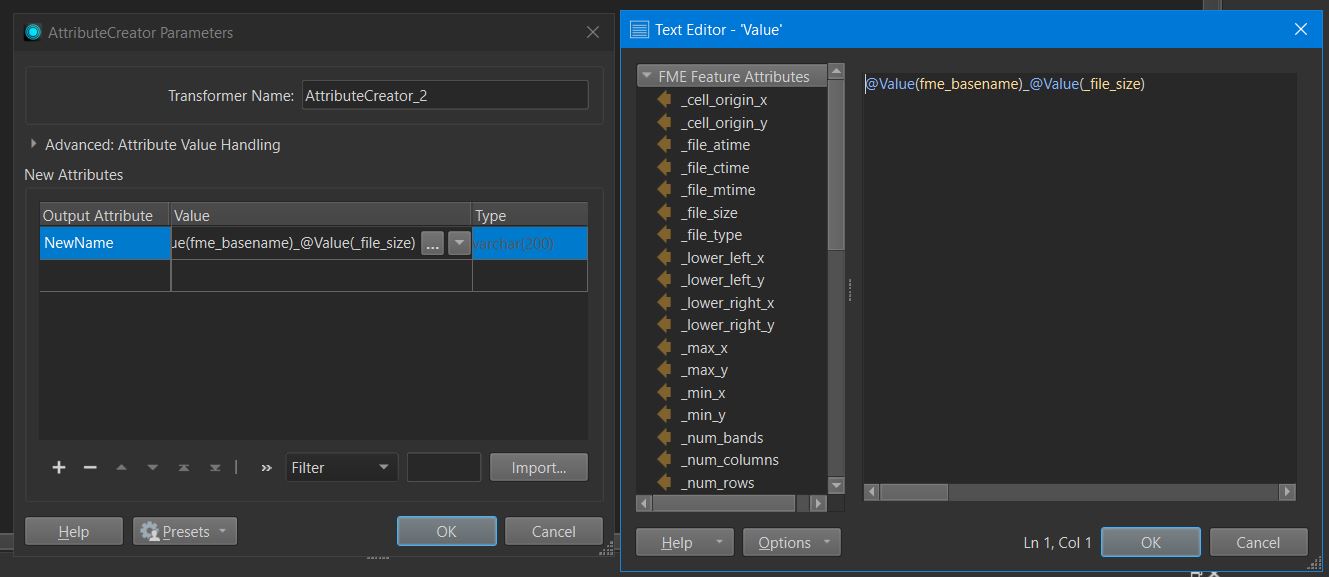 AttributeCreator Parameters
Transformer Name: AttributeCreator_2
Advanced: Attribute Value Handling
New Attributes
Output Attribute Value Type
NewName ue(fme_basename)_@Value(_file_size) ... varchar(200)
Filter Import...
Help Presets OK Cancel
Text Editor - 'Value'
FME Feature Attributes
_cell_origin_x
_cell_origin_y
_file_atime
_file_ctime
_file_mtime
_file_size
_file_type
_lower_left_x
_lower_left_y
_lower_right_x
_lower_right_y
_max_x
_max_y
_min_x
_min_y
_num_bands
_num_columns
_num_rows
@Value(fme_basename)_@Value(_file_size)
Help Options Ln 1, Col 1 OK Cancel